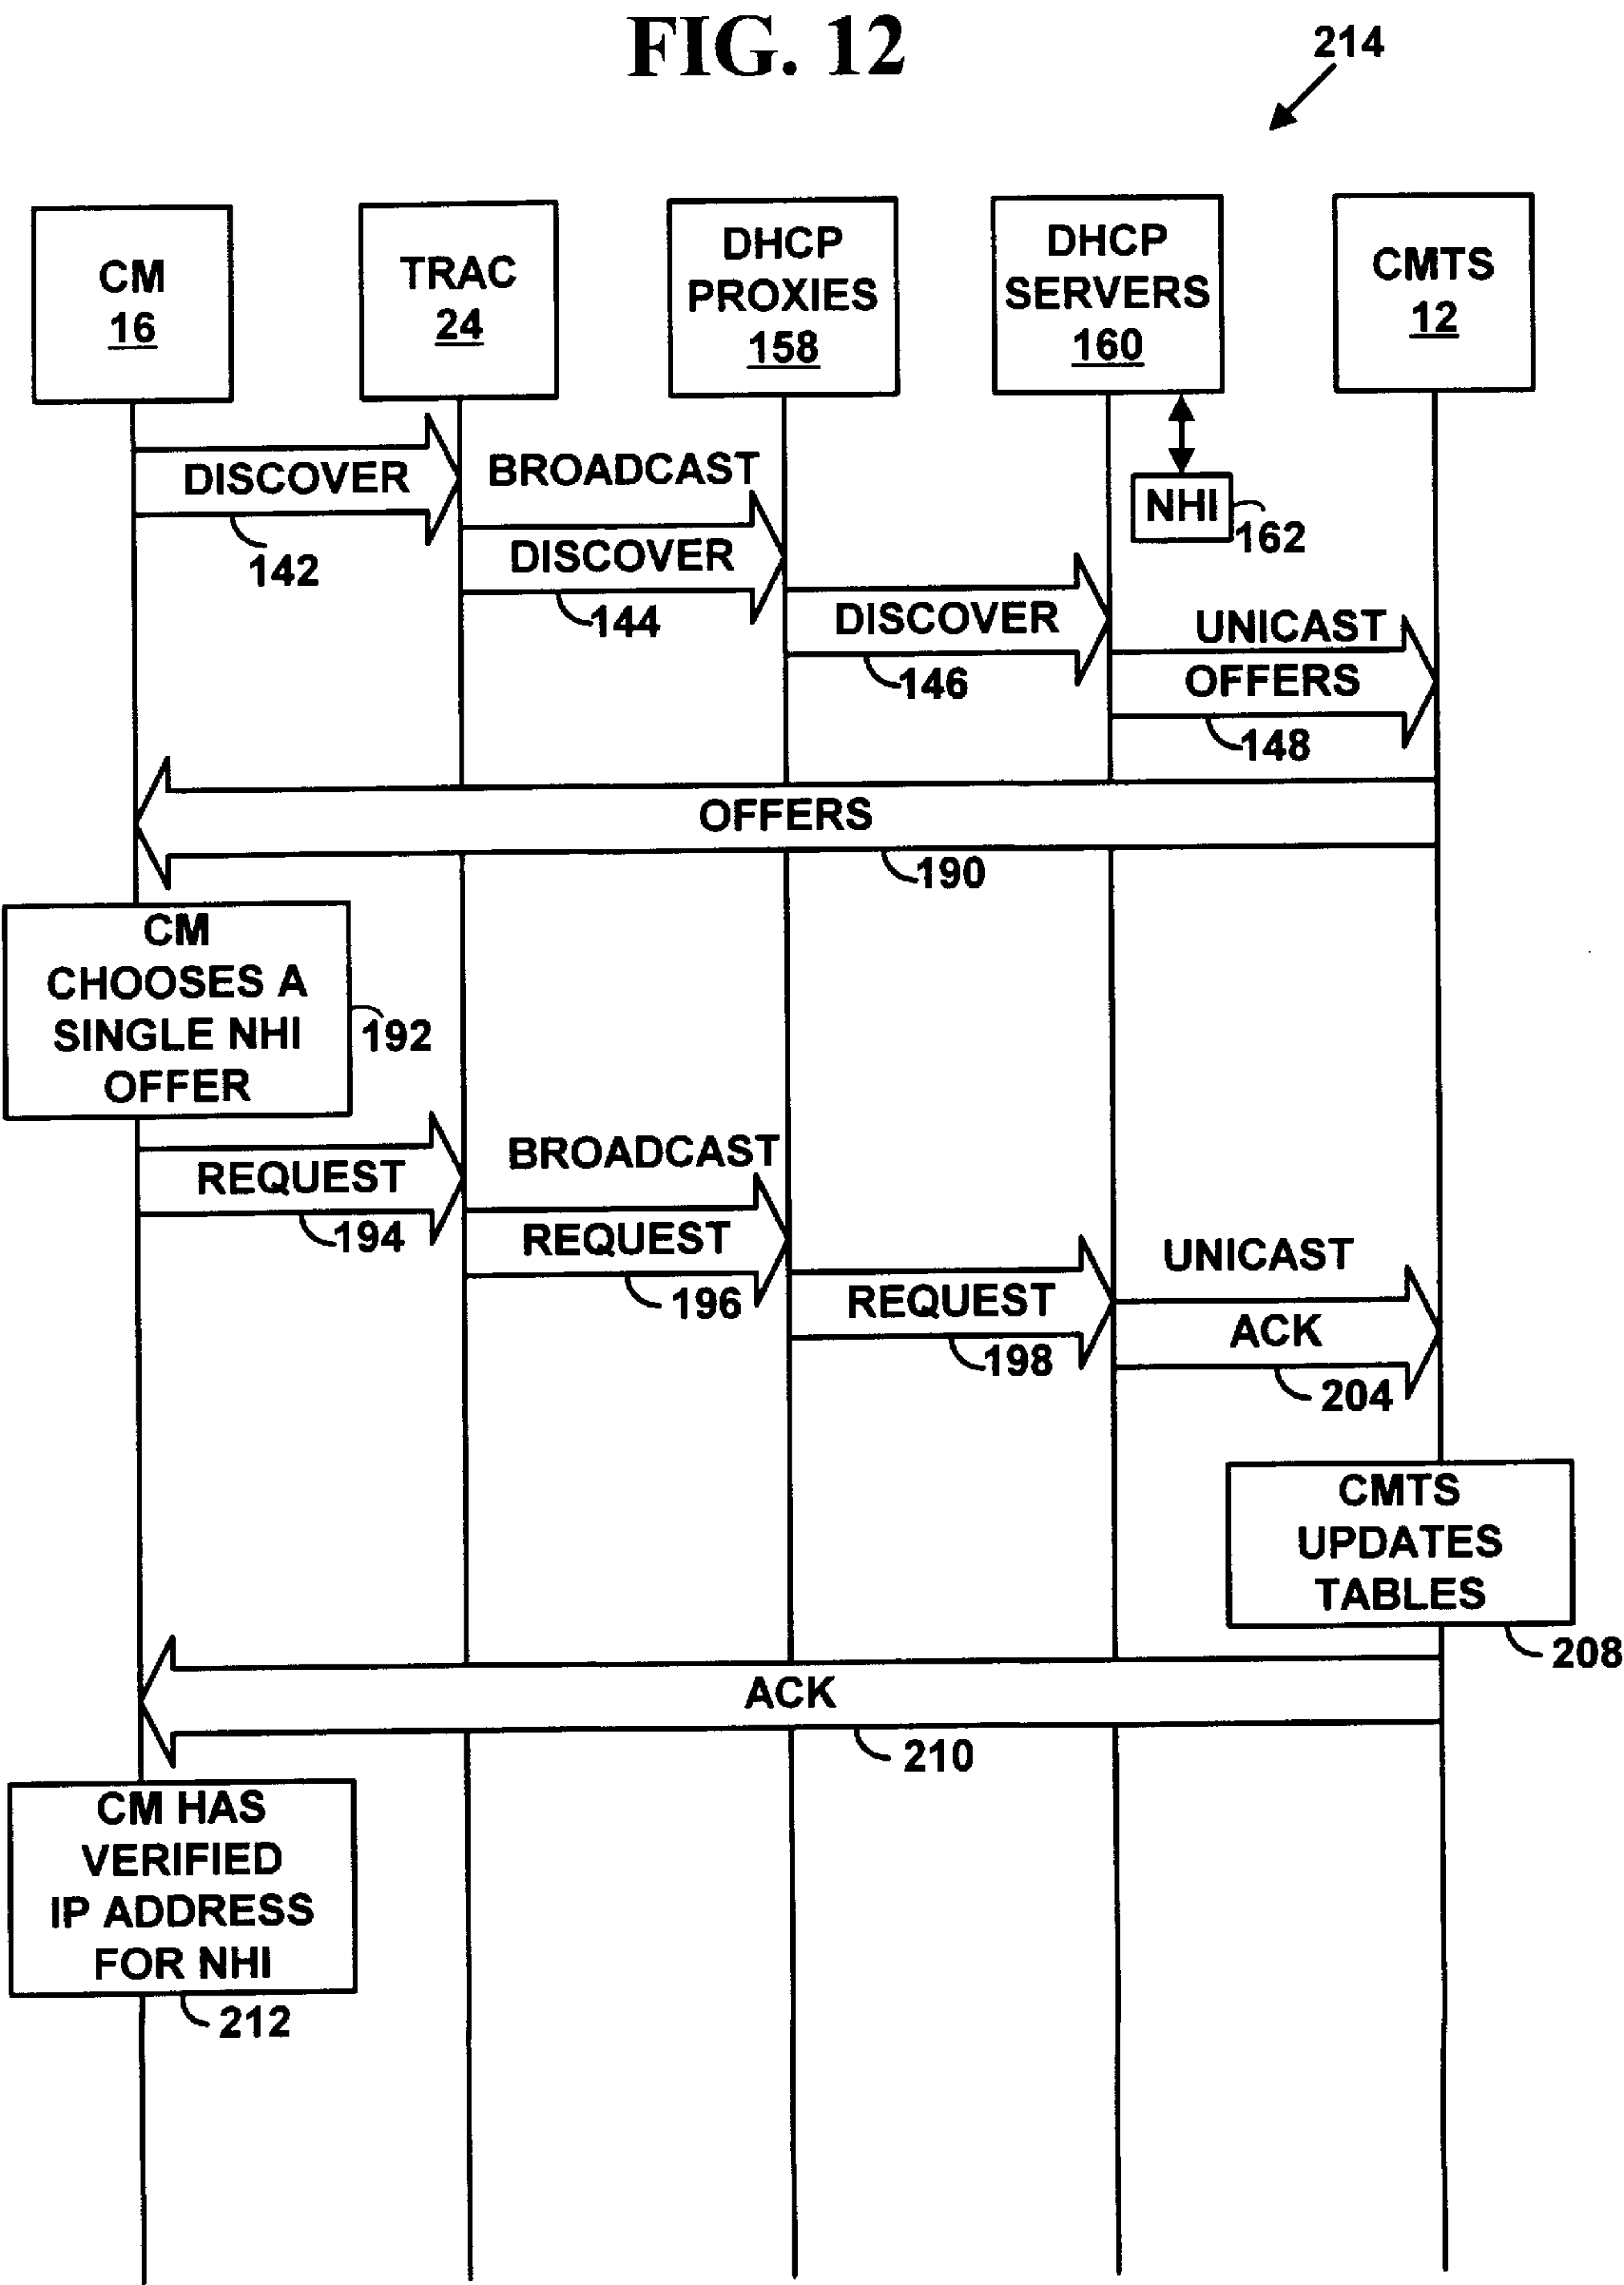 FIG. 12
214
CM
16
TRAC
24
DHCP
PROXIES
158
DHCP
SERVERS
160
CMTS
12
DISCOVER
142
BROADCAST
DISCOVER
144
NHI
162
DISCOVER
146
UNICAST
OFFERS
148
OFFERS
190
CM
CHOOSES A
SINGLE NHI
OFFER
192
REQUEST
194
BROADCAST
REQUEST
196
REQUEST
198
UNICAST
ACK
204
CMTS
UPDATES
TABLES
208
ACK
210
CM HAS
VERIFIED
IP ADDRESS
FOR NHI
212